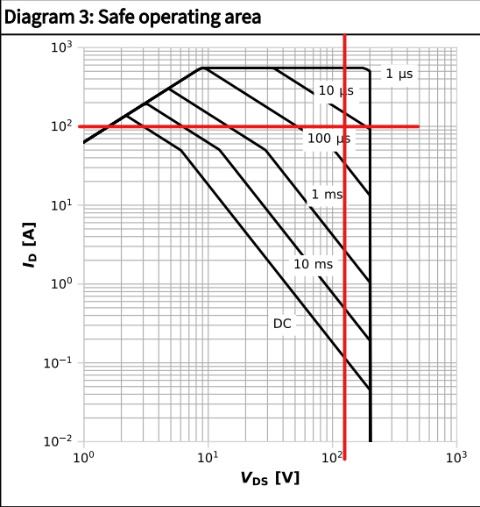 Diagram 3: Safe operating area
10³
1 µs
10 µs
10²
100 µs
10¹
1 ms
I_D [A]
10⁰
10 ms
DC
10⁻¹
10⁻²
10⁰ 10¹ 10² 10³
V_DS [V]